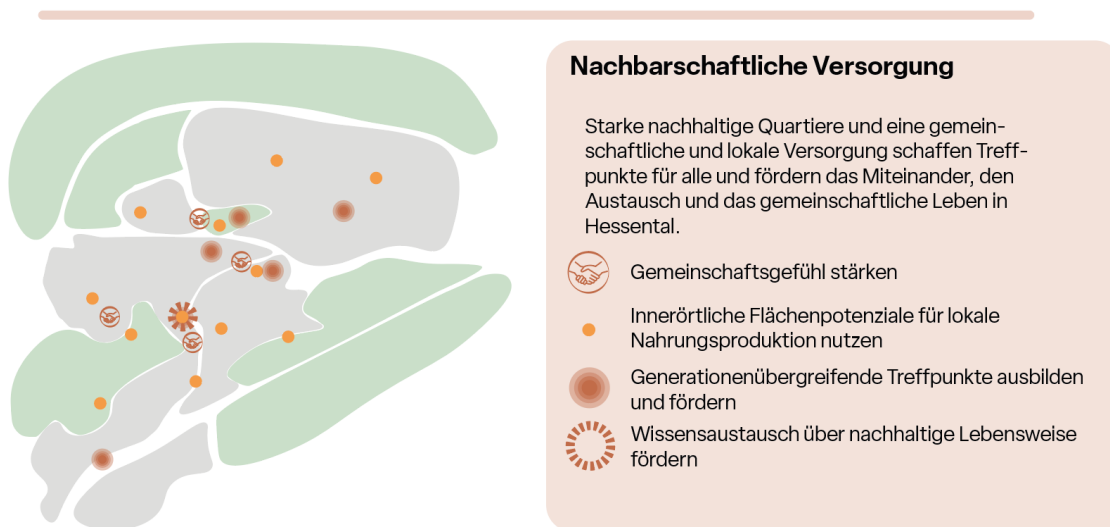 Nachbarschaftliche Versorgung
Starke nachhaltige Quartiere und eine gemein-
schaftliche und lokale Versorgung schaffen Treff-
punkte für alle und fördern das Miteinander, den
Austausch und das gemeinschaftliche Leben in
Hessental.
Gemeinschaftsgefühl stärken
Innerörtliche Flächenpotenziale für lokale
Nahrungsproduktion nutzen
Generationenübergreifende Treffpunkte ausbilden
und fördern
Wissensaustausch über nachhaltige Lebensweise
fördern